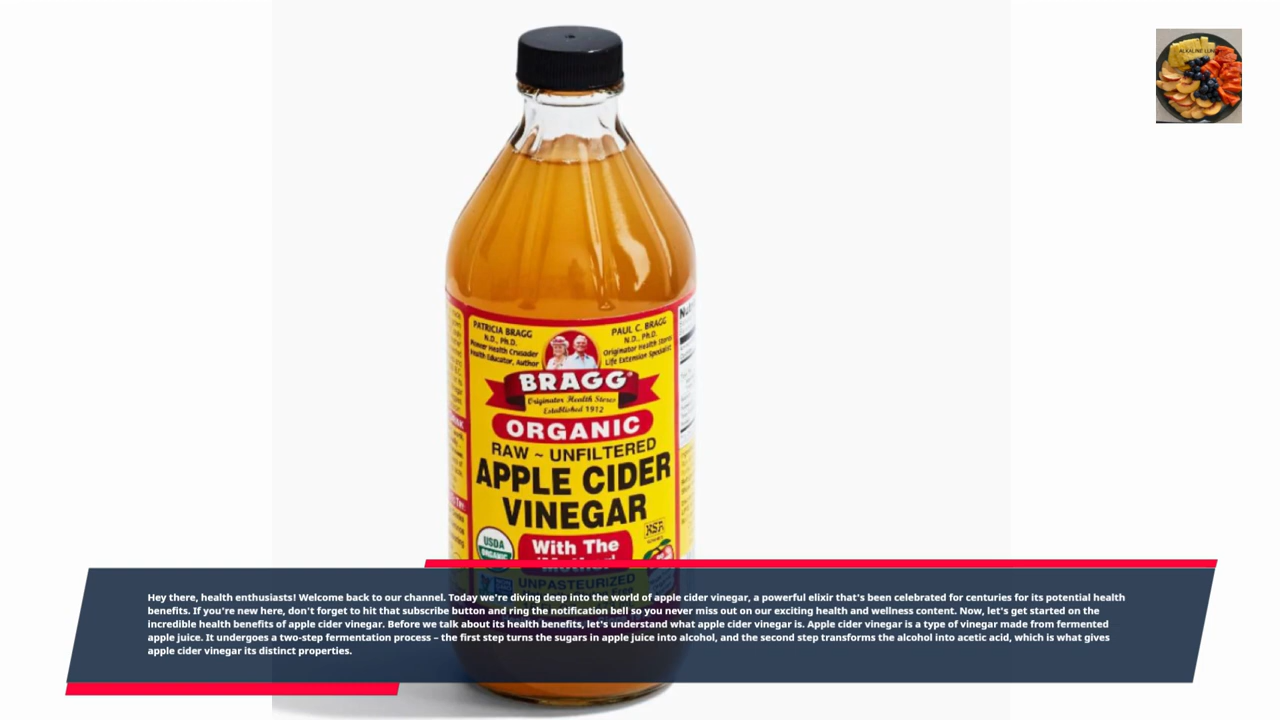 ALKALINE LUNCH
PATRICIA BRAGG
N.D., Ph.D.
Power Health Crusader
Health Educator, Author
PAUL C. BRAGG
N.D., Ph.D.
Originator Health Stores
Life Extension Specialist
BRAGG
Originator Health Stores
Established 1912
ORGANIC
RAW ~ UNFILTERED
APPLE CIDER
VINEGAR
USDA
ORGANIC
With The
'Mother'
UNPASTEURIZED
Hey there, health enthusiasts! Welcome back to our channel. Today we're diving deep into the world of apple cider vinegar, a powerful elixir that's been celebrated for centuries for its potential health
benefits. If you're new here, don't forget to hit that subscribe button and ring the notification bell so you never miss out on our exciting health and wellness content. Now, let's get started on the
incredible health benefits of apple cider vinegar. Before we talk about its health benefits, let's understand what apple cider vinegar is. Apple cider vinegar is a type of vinegar made from fermented
apple juice. It undergoes a two-step fermentation process – the first step turns the sugars in apple juice into alcohol, and the second step transforms the alcohol into acetic acid, which is what gives
apple cider vinegar its distinct properties.